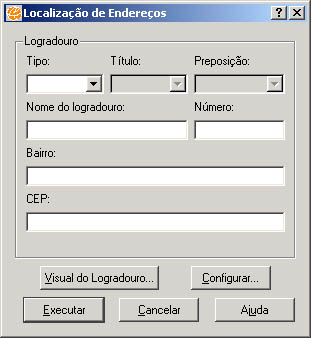 Localização de Endereços
Logradouro
Tipo: Título: Preposição:
Nome do logradouro: Número:
Bairro:
CEP:
Visual do Logradouro... Configurar...
Executar Cancelar Ajuda